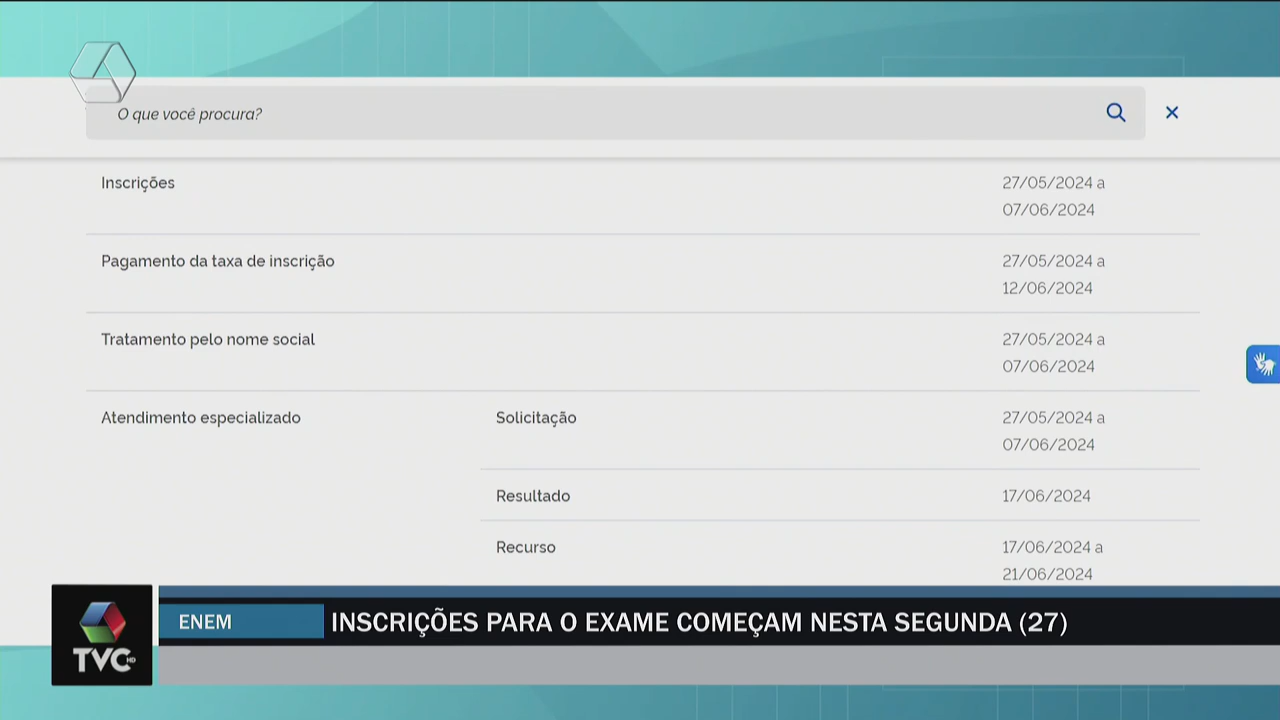 O que você procura?
Inscrições
27/05/2024 a
07/06/2024
Pagamento da taxa de inscrição
27/05/2024 a
12/06/2024
Tratamento pelo nome social
27/05/2024 a
07/06/2024
Atendimento especializado
Solicitação
27/05/2024 a
07/06/2024
Resultado
17/06/2024
Recurso
17/06/2024 a
21/06/2024
ENEM
INSCRIÇÕES PARA O EXAME COMEÇAM NESTA SEGUNDA (27)
TVC HD